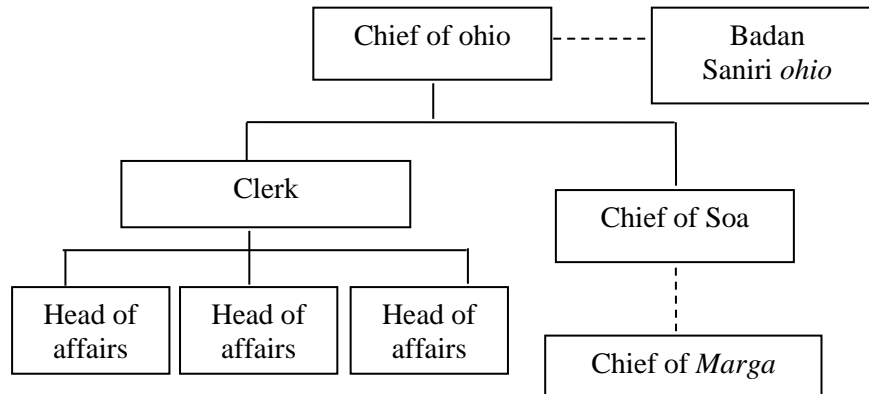 Chief of ohio
Badan
Saniri ohio
Clerk
Chief of Soa
Head of
affairs
Head of
affairs
Head of
affairs
Chief of Marga